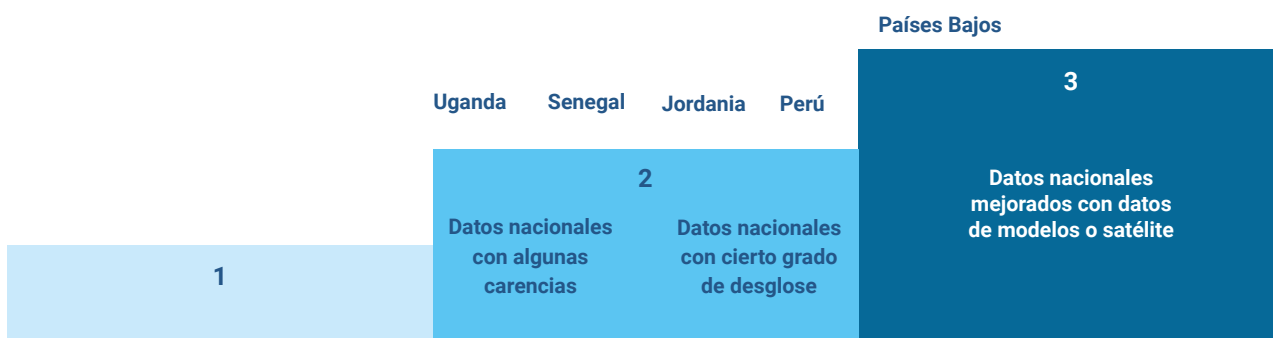 Países Bajos
3
Uganda Senegal Jordania Perú
2
Datos nacionales
con algunas
carencias
Datos nacionales
con cierto grado
de desglose
Datos nacionales
mejorados con datos
de modelos o satélite
1